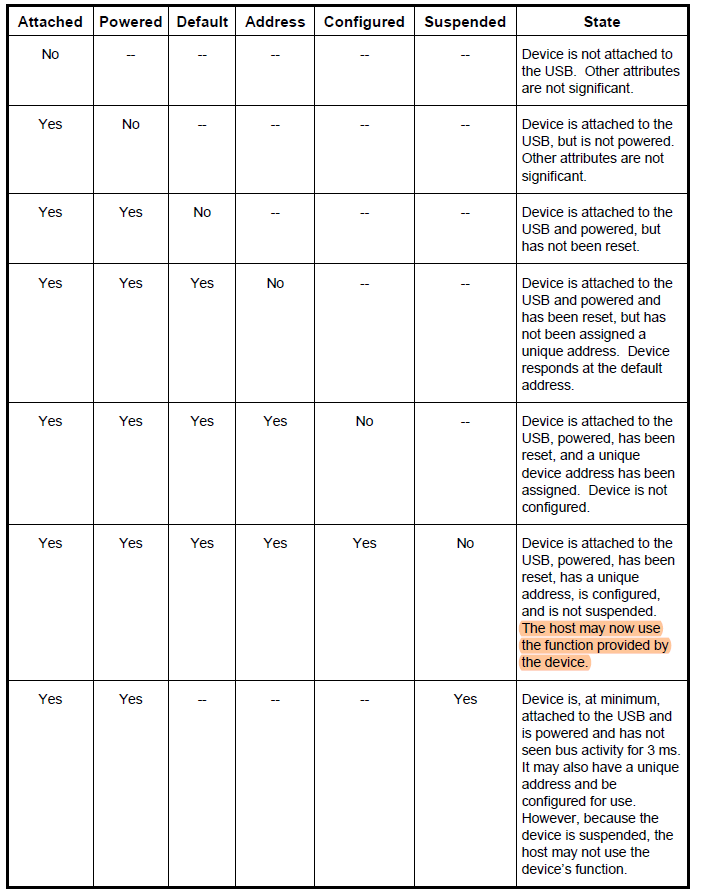 Attached Powered Default Address Configured Suspended State
No -- -- -- -- -- Device is not attached to
the USB. Other attributes
are not significant.
Yes No -- -- -- -- Device is attached to the
USB, but is not powered.
Other attributes are not
significant.
Yes Yes No -- -- -- Device is attached to the
USB and powered, but
has not been reset.
Yes Yes Yes No -- -- Device is attached to the
USB and powered and
has been reset, but has
not been assigned a
unique address. Device
responds at the default
address.
Yes Yes Yes Yes No -- Device is attached to the
USB, powered, has been
reset, and a unique
device address has been
assigned. Device is not
configured.
Yes Yes Yes Yes Yes No Device is attached to the
USB, powered, has been
reset, has a unique
address, is configured,
and is not suspended.
The host may now use
the function provided by
the device.
Yes Yes -- -- -- Yes Device is, at minimum,
attached to the USB and
is powered and has not
seen bus activity for 3 ms.
It may also have a unique
address and be
configured for use.
However, because the
device is suspended, the
host may not use the
device's function.